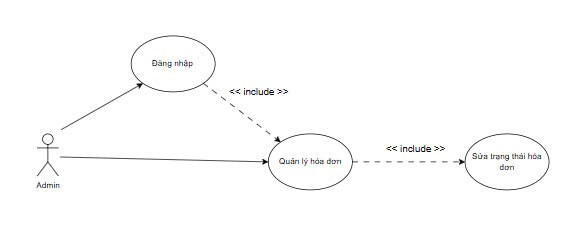 Đăng nhập
<< include >>
<< include >>
Quản lý hóa đơn
Sửa trạng thái hóa
đơn
Admin